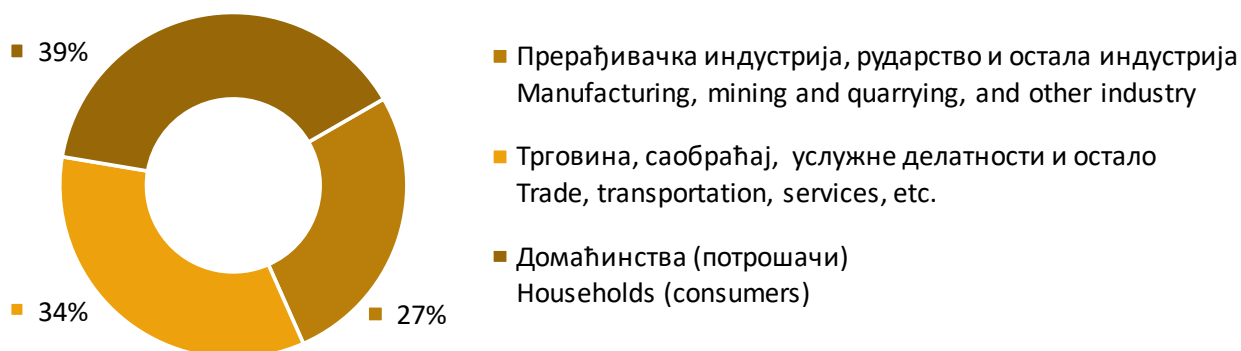 39%
34%
27%
Прерађивачка индустрија, рударство и остала индустрија
Manufacturing, mining and quarrying, and other industry
Трговина, саобраћај, услужне делатности и остало
Trade, transportation, services, etc.
Домаћинства (потрошачи)
Households (consumers)